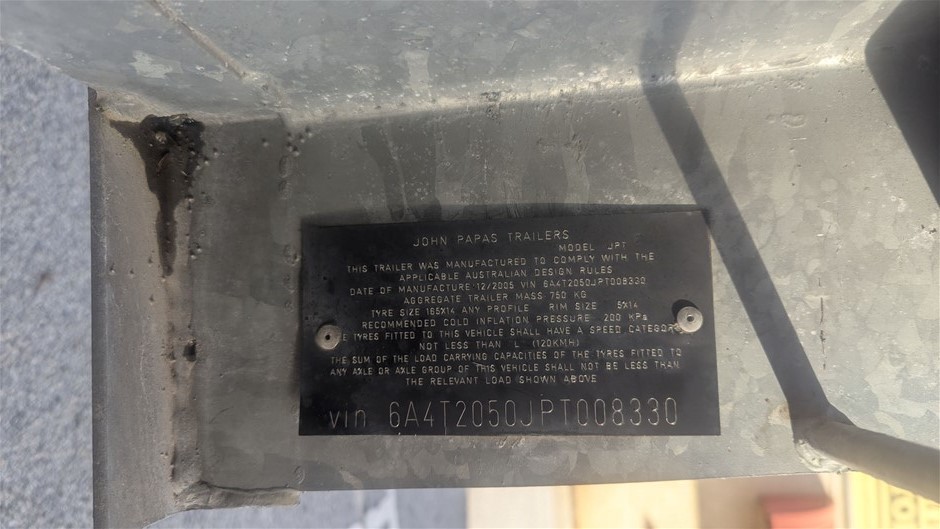 JOHN PAPAS TRAILERS
MODEL JPT
THIS TRAILER WAS MANUFACTURED TO COMPLY WITH THE
APPLICABLE AUSTRALIAN DESIGN RULES
DATE OF MANUFACTURE 12/2005 VIN 6A4T2050JPT008330
AGGREGATE TRAILER MASS 750 KG
TYRE SIZE 165X14 ANY PROFILE RIM SIZE 5X14
RECOMMENDED COLD INFLATION PRESSURE 200 KPa
E TYRES FITTED TO THIS VEHICLE SHALL HAVE A SPEED CATEGOR
NOT LESS THAN L (120KMH)
THE SUM OF THE LOAD CARRYING CAPACITIES OF THE TYRES FITTED TO
ANY AXLE OR AXLE GROUP OF THIS VEHICLE SHALL NOT BE LESS THAN
THE RELEVANT LOAD SHOWN ABOVE
vin 6A4T2050JPT008330